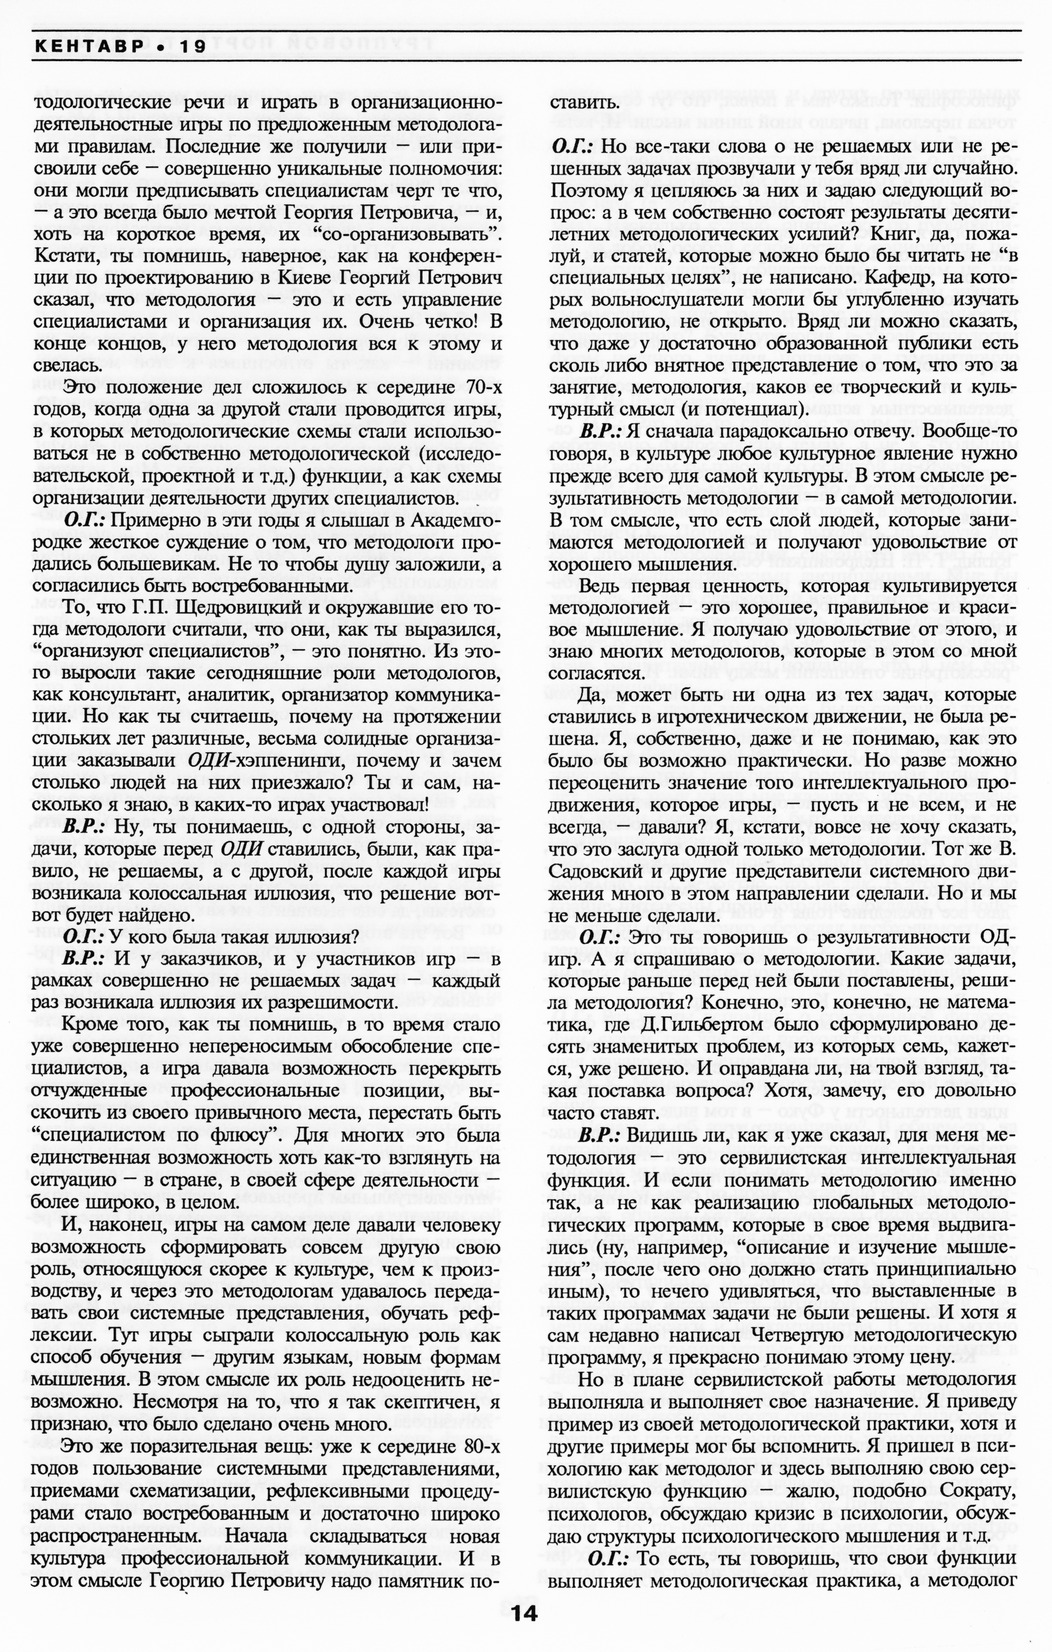 КЕНТАВР • 19
тодологические речи и играть в организационно-
деятельностные игры по предложенным методолога-
ми правилам. Последние же получили — или при-
своили себе — совершенно уникальные полномочия:
они могли предписывать специалистам черт те что,
— а это всегда было мечтой Георгия Петровича, — и,
хоть на короткое время, их “со-организовывать”.
Кстати, ты помнишь, наверное, как на конферен-
ции по проектированию в Киеве Георгий Петрович
сказал, что методология — это и есть управление
специалистами и организация их. Очень четко! В
конце концов, у него методология вся к этому и
свелась.
Это положение дел сложилось к середине 70-х
годов, когда одна за другой стали проводится игры,
в которых методологические схемы стали использо-
ваться не в собственно методологической (исследо-
вательской, проектной и т.д.) функции, а как схемы
организации деятельности других специалистов.
О.Г.: Примерно в эти годы я слышал в Академго-
родке жесткое суждение о том, что методологи про-
дались большевикам. Не то чтобы душу заложили, а
согласились быть востребованными.
То, что Г.П. Щедровицкий и окружавшие его то-
гда методологи считали, что они, как ты выразился,
“организуют специалистов”, — это понятно. Из это-
го выросли такие сегодняшние роли методологов,
как консультант, аналитик, организатор коммуника-
ции. Но как ты считаешь, почему на протяжении
стольких лет различные, весьма солидные организа-
ции заказывали ОДИ-хэппенинги, почему и зачем
столько людей на них приезжало? Ты и сам, на-
сколько я знаю, в каких-то играх участвовал!
В.Р.: Ну, ты понимаешь, с одной стороны, за-
дачи, которые перед ОДИ ставились, были, как пра-
вило, не решаемы, а с другой, после каждой игры
возникала колоссальная иллюзия, что решение вот-
вот будет найдено.
О.Г.: У кого была такая иллюзия?
В.Р.: И у заказчиков, и у участников игр — в
рамках совершенно не решаемых задач — каждый
раз возникала иллюзия их разрешимости.
Кроме того, как ты помнишь, в то время стало
уже совершенно непереносимым обособление спе-
циалистов, а игра давала возможность перекрыть
отчужденные профессиональные позиции, вы-
скочить из своего привычного места, перестать быть
“специалистом по флюсу”. Для многих это была
единственная возможность хоть как-то взглянуть на
ситуацию — в стране, в своей сфере деятельности —
более широко, в целом.
И, наконец, игры на самом деле давали человеку
возможность сформировать совсем другую свою
роль, относящуюся скорее к культуре, чем к произ-
водству, и через это методологам удавалось переда-
вать свои системные представления, обучать реф-
лексии. Тут игры сыграли колоссальную роль как
способ обучения — другим языкам, новым формам
мышления. В этом смысле их роль недооценить не-
возможно. Несмотря на то, что я так скептичен, я
признаю, что было сделано очень много.
Это же поразительная вещь: уже к середине 80-х
годов пользование системными представлениями,
приемами схематизации, рефлексивными процеду-
рами стало востребованным и достаточно широко
распространенным. Начала складываться новая
культура профессиональной коммуникации. И в
этом смысле Георгию Петровичу надо памятник по-
ставить.
О.Г.: Но все-таки слова о не решаемых или не ре-
шенных задачах прозвучали у тебя вряд ли случайно.
Поэтому я цепляюсь за них и задаю следующий во-
прос: а в чем собственно состоят результаты десяти-
летних методологических усилий? Книг, да, пожа-
луй, и статей, которые можно было бы читать не “в
специальных целях”, не написано. Кафедр, на кото-
рых вольнослушатели могли бы углубленно изучать
методологию, не открыто. Вряд ли можно сказать,
что даже у достаточно образованной публики есть
сколь либо внятное представление о том, что это за
занятие, методология, каков ее творческий и куль-
турный смысл (и потенциал).
В.Р.: Я сначала парадоксально отвечу. Вообще-то
говоря, в культуре любое культурное явление нужно
прежде всего для самой культуры. В этом смысле ре-
зультативность методологии — в самой методологии.
В том смысле, что есть слой людей, которые зани-
маются методологией и получают удовольствие от
хорошего мышления.
Ведь первая ценность, которая культивируется
методологией — это хорошее, правильное и краси-
вое мышление. Я получаю удовольствие от этого, и
знаю многих методологов, которые в этом со мной
согласятся.
Да, может быть ни одна из тех задач, которые
ставились в игротехническом движении, не была ре-
шена. Я, собственно, даже и не понимаю, как это
было бы возможно практически. Но разве можно
переоценить значение того интеллектуального про-
движения, которое игры, — пусть и не всем, и не
всегда, — давали? Я, кстати, вовсе не хочу сказать,
что это заслуга одной только методологии. Тот же В.
Садовский и другие представители системного дви-
жения много в этом направлении сделали. Но и мы
не меньше сделали.
О.Г.: Это ты говоришь о результативности ОД-
игр. А я спрашиваю о методологии. Какие задачи,
которые раньше перед ней были поставлены, реши-
ла методология? Конечно, это, конечно, не матема-
тика, где Д.Гильбертом было сформулировано де-
сять знаменитых проблем, из которых семь, кажет-
ся, уже решено. И оправдана ли, на твой взгляд, та-
кая поставка вопроса? Хотя, замечу, его довольно
часто ставят.
В.Р.: Видишь ли, как я уже сказал, для меня ме-
тодология — это сервилистская интеллектуальная
функция. И если понимать методологию именно
так, а не как реализацию глобальных методоло-
гических программ, которые в свое время выдвига-
лись (ну, например, “описание и изучение мышле-
ния”, после чего оно должно стать принципиально
иным), то нечего удивляться, что выставленные в
таких программах задачи не были решены. И хотя я
сам недавно написал Четвертую методологическую
программу, я прекрасно понимаю этому цену.
Но в плане сервилистской работы методология
выполняла и выполняет свое назначение. Я приведу
пример из своей методологической практики, хотя и
другие примеры мог бы вспомнить. Я пришел в пси-
хологию как методолог и здесь выполняю свою сер-
вилистскую функцию — жалю, подобно Сократу,
психологов, обсуждаю кризис в психологии, обсуж-
даю структуры психологического мышления и т.д.
О.Г.: То есть, ты говоришь, что свои функции
выполняет методологическая практика, а методолог
14